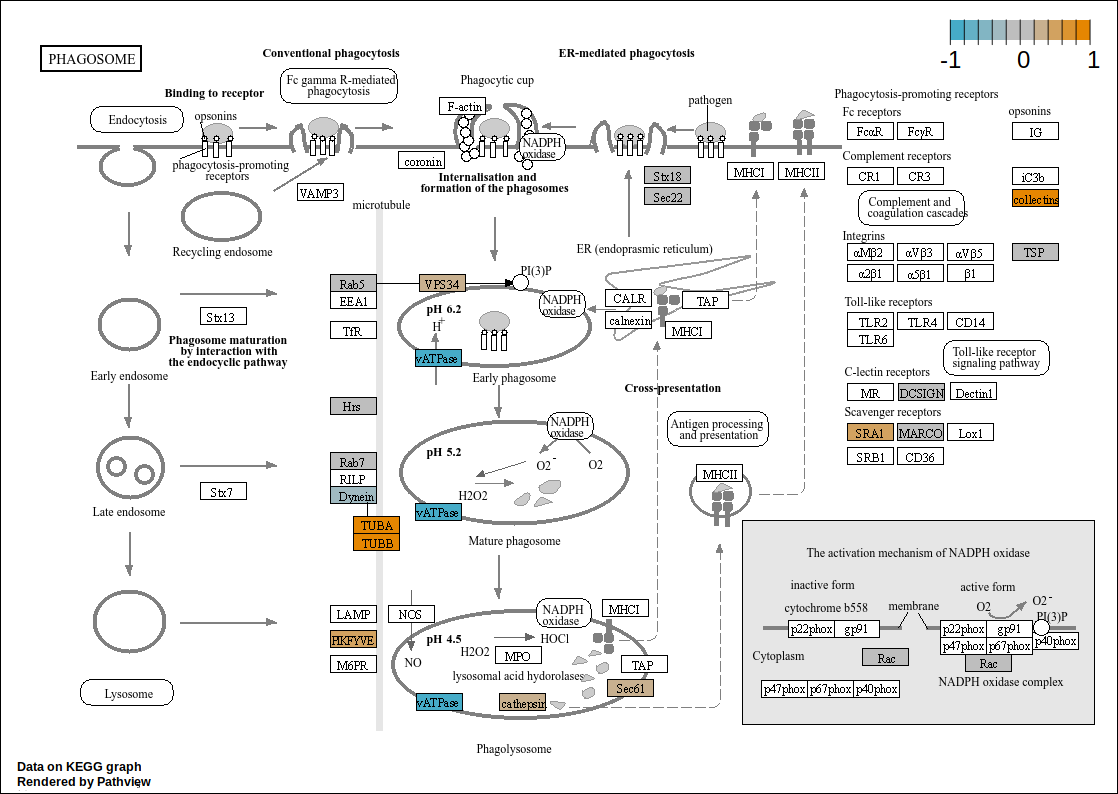 -1 0 1
PHAGOSOME
Conventional phagocytosis
ER-mediated phagocytosis
Fc gamma R-mediated
phagocytosis
Phagocytic cup
Binding to receptor
Endocytosis
opsonins
F-actin
pathogen
NADPH
oxidase
coronin
phagocytosis-promoting
receptors
VAMP3
Internalisation and
formation of the phagosomes
Stx18
Sec22
MHCI
MHCII
microtubule
Recycling endosome
ER (endoprasmic reticulum)
Phagocytosis-promoting receptors
Fc receptors
opsonins
FcαR
FcγR
IG
Complement receptors
CR1
CR3
iC3b
collectins
Complement and
coagulation cascades
Integrins
αMβ2
αVβ3
αVβ5
TSP
α2β1
α5β1
β1
Toll-like receptors
TLR2
TLR4
CD14
TLR6
Toll-like receptor
signaling pathway
C-lectin receptors
MR
DCSIGN
Dectin1
Scavenger receptors
SRA1
MARCO
Lox1
SRB1
CD36
Rab5
EEA1
TfR
VPS34
PI(3)P
NADPH
oxidase
pH 6.2
H+
vATPase
Early phagosome
CALR
calnexin
TAP
MHCI
Stx13
Phagosome maturation
by interaction with
the endocyclic pathway
Early endosome
Cross-presentation
Hrs
NADPH
oxidase
pH 5.2
O2-
O2
H2O2
vATPase
Mature phagosome
Antigen processing
and presentation
MHCII
Rab7
RILP
Dynein
TUBA
TUBB
Stx7
Late endosome
LAMP
PIKFYVE
M6PR
NOS
NO
NADPH
oxidase
MHCI
pH 4.5
HOCl
H2O2
MPO
lysosomal acid hydorolases
TAP
Sec61
vATPase
cathepsin
Phagolysosome
Lysosome
The activation mechanism of NADPH oxidase
inactive form
active form
cytochrome b558
membrane
O2
O2-
PI(3)P
p22phox
gp91
p22phox
gp91
p47phox
p67phox
p40phox
Cytoplasm
Rac
Rac
NADPH oxidase complex
p47phox
p67phox
p40phox
Data on KEGG graph
Rendered by Pathview